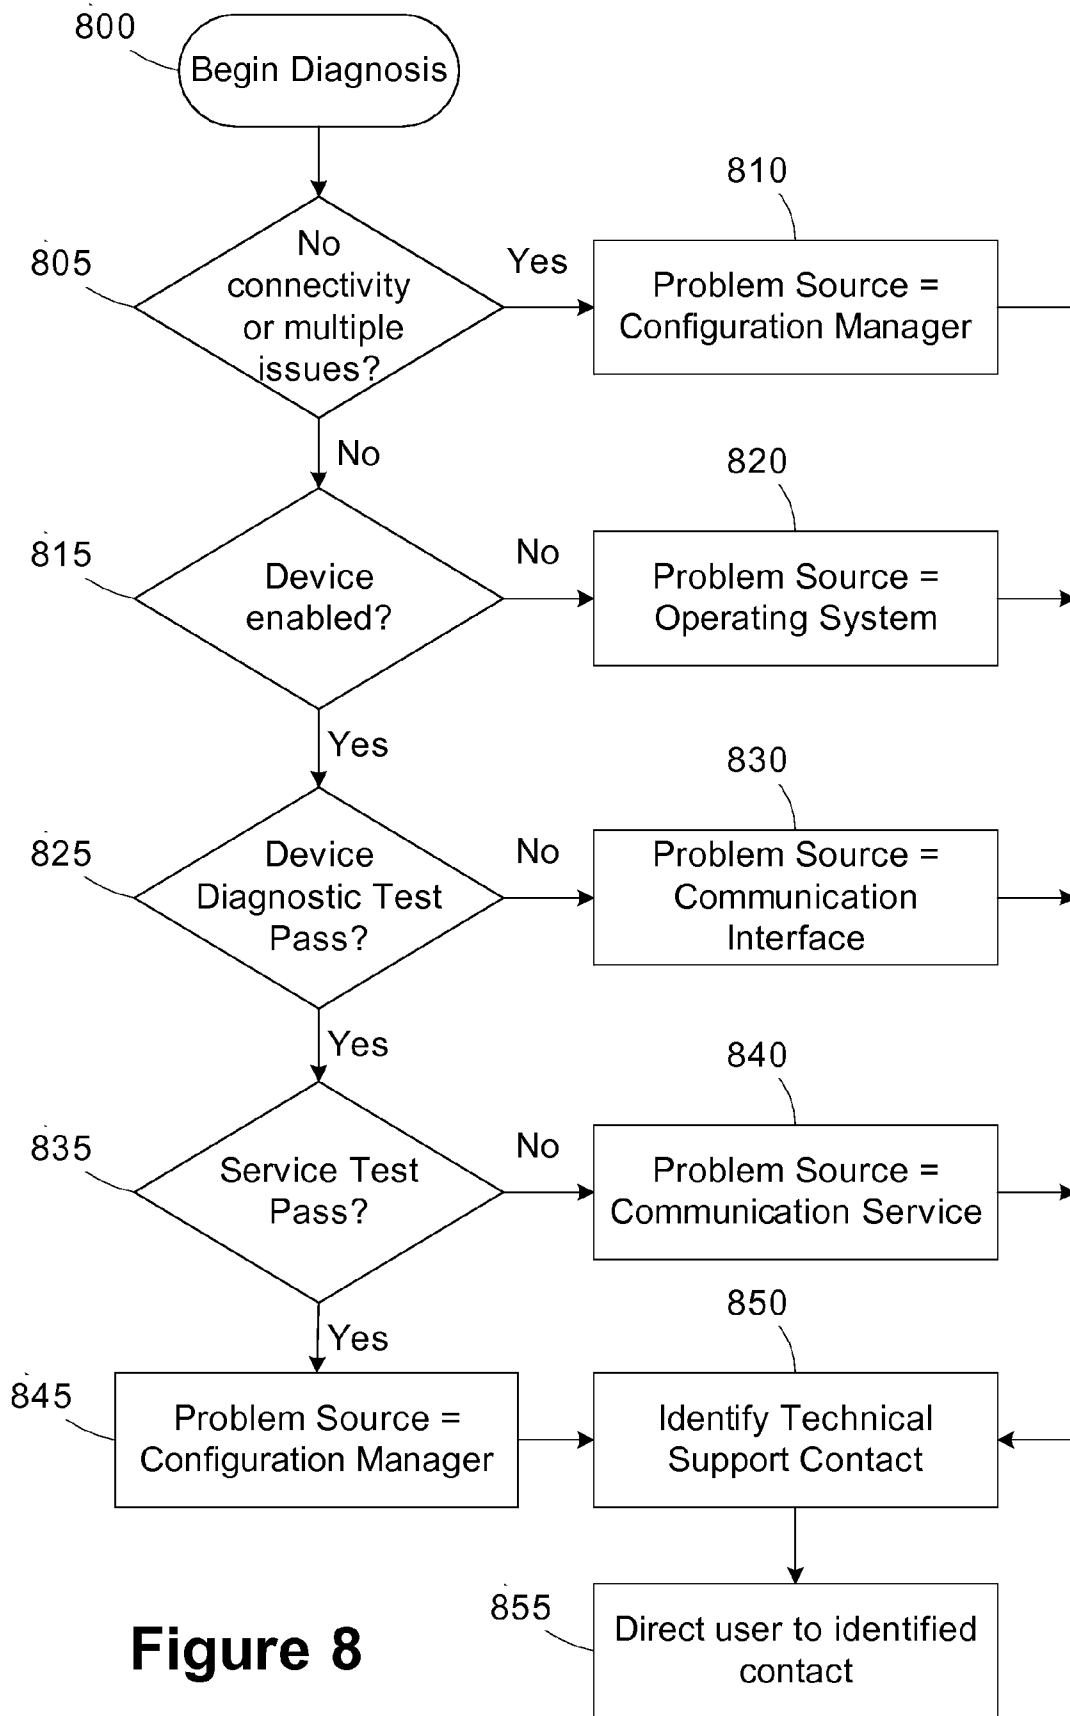 800
Begin Diagnosis
805
No
connectivity
or multiple
issues?
Yes
810
Problem Source =
Configuration Manager
No
815
Device
enabled?
No
820
Problem Source =
Operating System
Yes
825
Device
Diagnostic Test
Pass?
No
830
Problem Source =
Communication
Interface
Yes
835
Service Test
Pass?
No
840
Problem Source =
Communication Service
Yes
845
Problem Source =
Configuration Manager
850
Identify Technical
Support Contact
855
Direct user to identified
contact
Figure 8